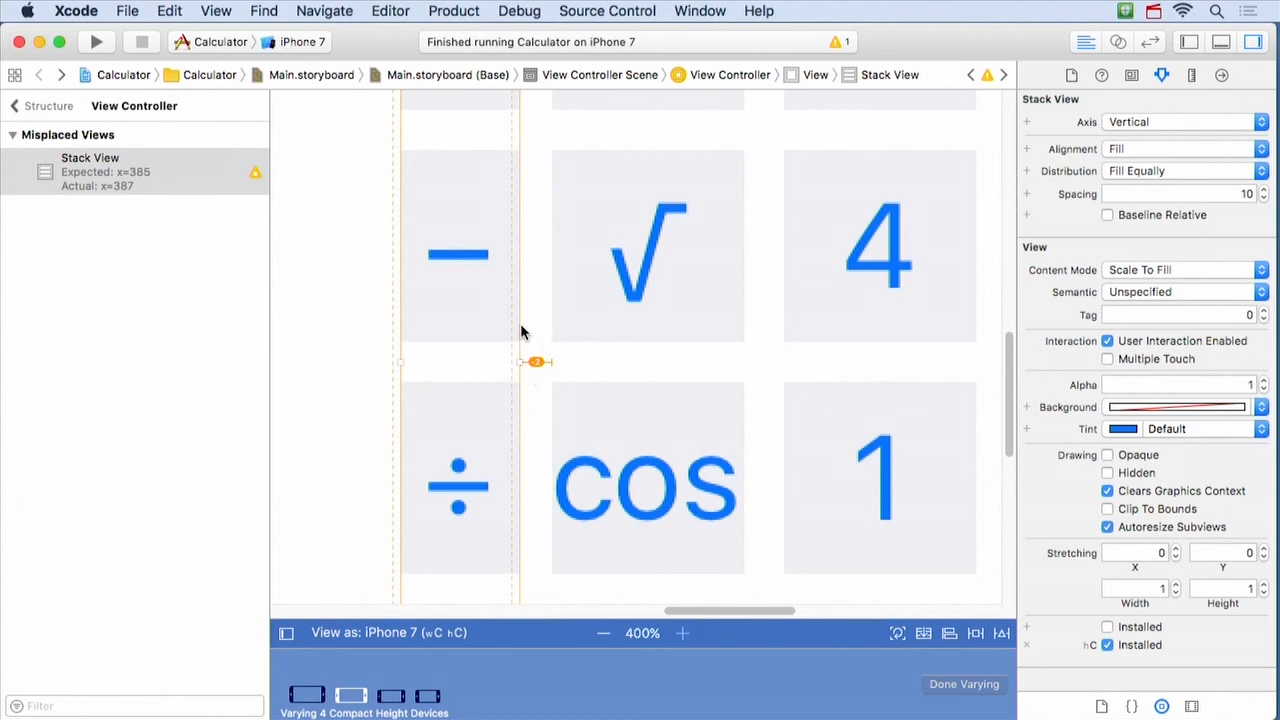 Xcode File Edit View Find Navigate Editor Product Debug Source Control Window Help
Calculator iPhone 7
Finished running Calculator on iPhone 7
1
Calculator Calculator Main.storyboard Main.storyboard (Base) View Controller Scene View Controller View Stack View
Structure View Controller
Misplaced Views
Stack View
Expected: x=385
Actual: x=387
Filter
− √ 4
-2
÷ cos 1
View as: iPhone 7 (wC hC)
— 400% +
Done Varying
Varying 4 Compact Height Devices
Stack View
Axis Vertical
Alignment Fill
Distribution Fill Equally
Spacing 10
Baseline Relative
View
Content Mode Scale To Fill
Semantic Unspecified
Tag 0
Interaction User Interaction Enabled
Multiple Touch
Alpha 1
Background
Tint Default
Drawing Opaque
Hidden
Clears Graphics Context
Clip To Bounds
Autoresize Subviews
Stretching 0 0
X Y
1 1
Width Height
Installed
hC Installed